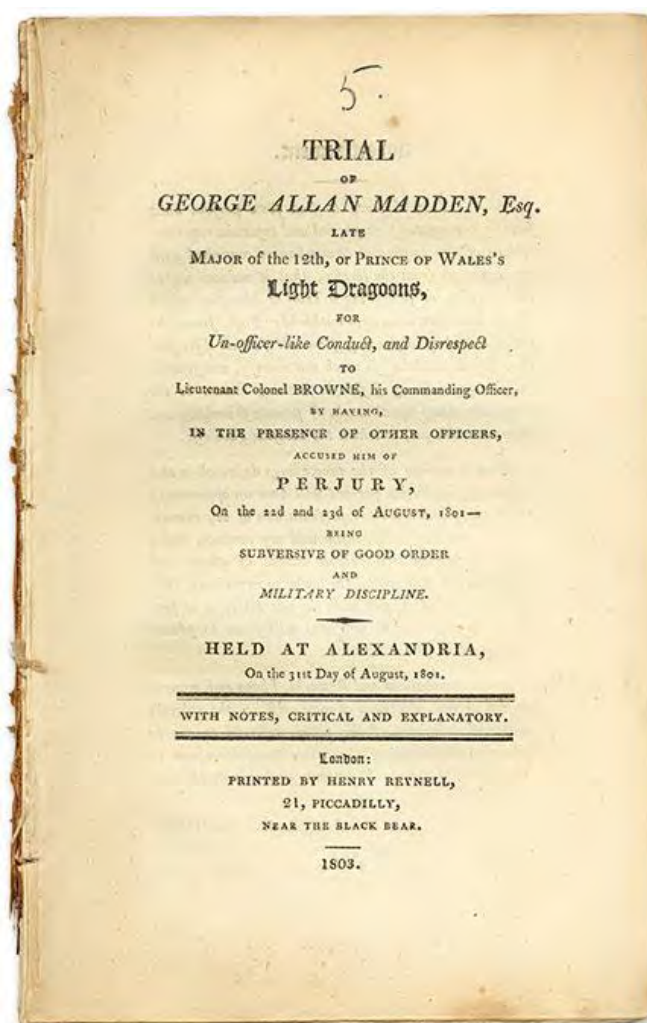 5.
TRIAL
OF
GEORGE ALLAN MADDEN, Esq.
LATE
MAJOR of the 12th, or PRINCE OF WALES's
Light Dragoons,
FOR
Un-officer-like Conduct, and Disrespect
TO
Lieutenant Colonel BROWNE, his Commanding Officer,
BY HAVING,
IN THE PRESENCE OF OTHER OFFICERS,
ACCUSED HIM OF
PERJURY,
On the 22d and 23d of AUGUST, 1801—
BEING
SUBVERSIVE OF GOOD ORDER
AND
MILITARY DISCIPLINE.
HELD AT ALEXANDRIA,
On the 31st Day of August, 1801.
WITH NOTES, CRITICAL AND EXPLANATORY.
London:
PRINTED BY HENRY REYNELL,
21, PICCADILLY,
NEAR THE BLACK BEAR.
1803.